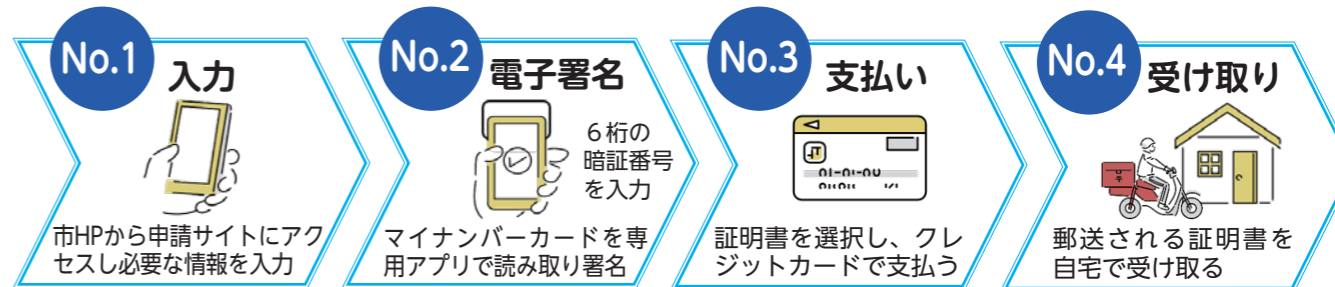 No.1
入力
市HPから申請サイトにアク
セスし必要な情報を入力
No.2
電子署名
６桁の
暗証番号
を入力
マイナンバーカードを専
用アプリで読み取り署名
No.3
支払い
証明書を選択し、クレ
ジットカードで支払う
No.4
受け取り
郵送される証明書を
自宅で受け取る